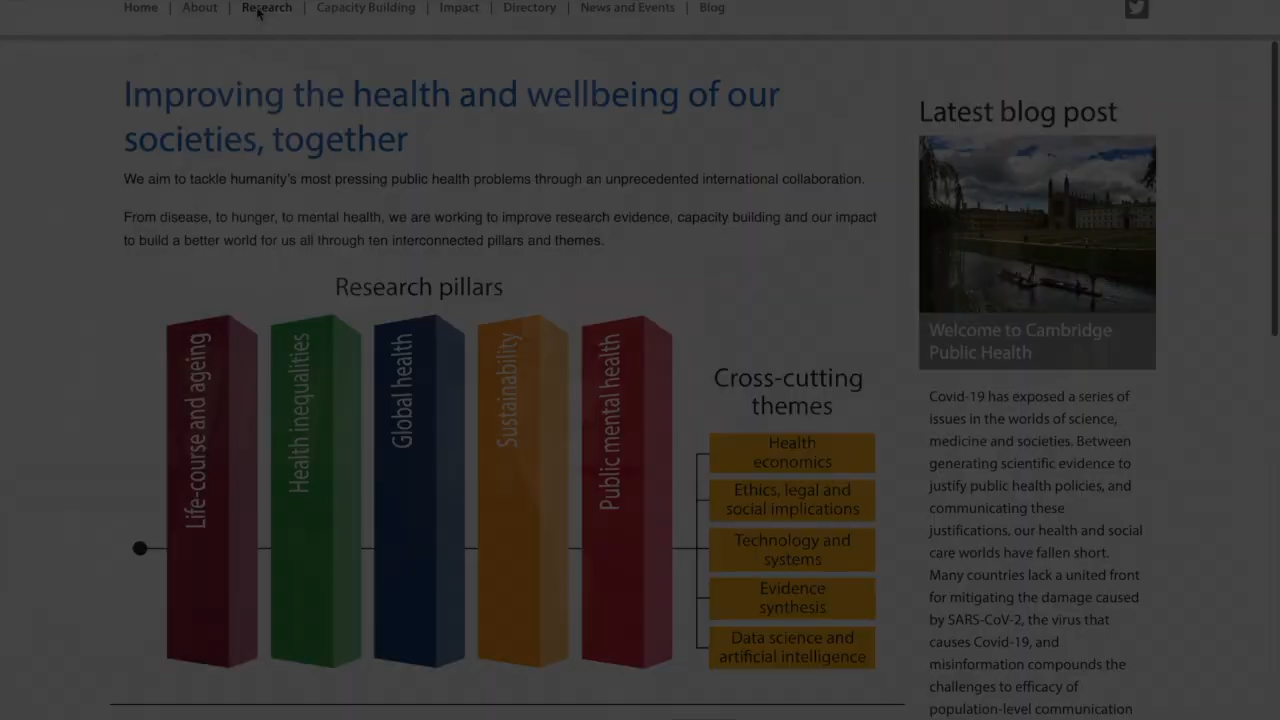 Home | About | Research | Capacity Building | Impact | Directory | News and Events | Blog
Improving the health and wellbeing of our
societies, together
We aim to tackle humanity's most pressing public health problems through an unprecedented international collaboration.
From disease, to hunger, to mental health, we are working to improve research evidence, capacity building and our impact
to build a better world for us all through ten interconnected pillars and themes.
Research pillars
Life-course and ageing
Health inequalities
Global health
Sustainability
Public mental health
Cross-cutting
themes
Health
economics
Ethics, legal and
social implications
Technology and
systems
Evidence
synthesis
Data science and
artificial intelligence
Latest blog post
Welcome to Cambridge
Public Health
Covid-19 has exposed a series of
issues in the worlds of science,
medicine and societies. Between
generating scientific evidence to
justify public health policies, and
communicating these
justifications, our health and social
care worlds have fallen short.
Many countries lack a united front
for mitigating the damage caused
by SARS-CoV-2, the virus that
causes Covid-19, and
misinformation compounds the
challenges to efficacy of
population-level communication